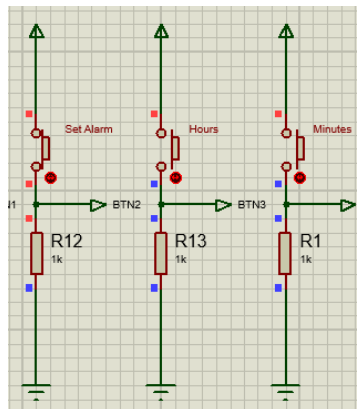 Set Alarm
Hours
Minutes
BTN2
BTN3
R12
1k
R13
1k
R1
1k